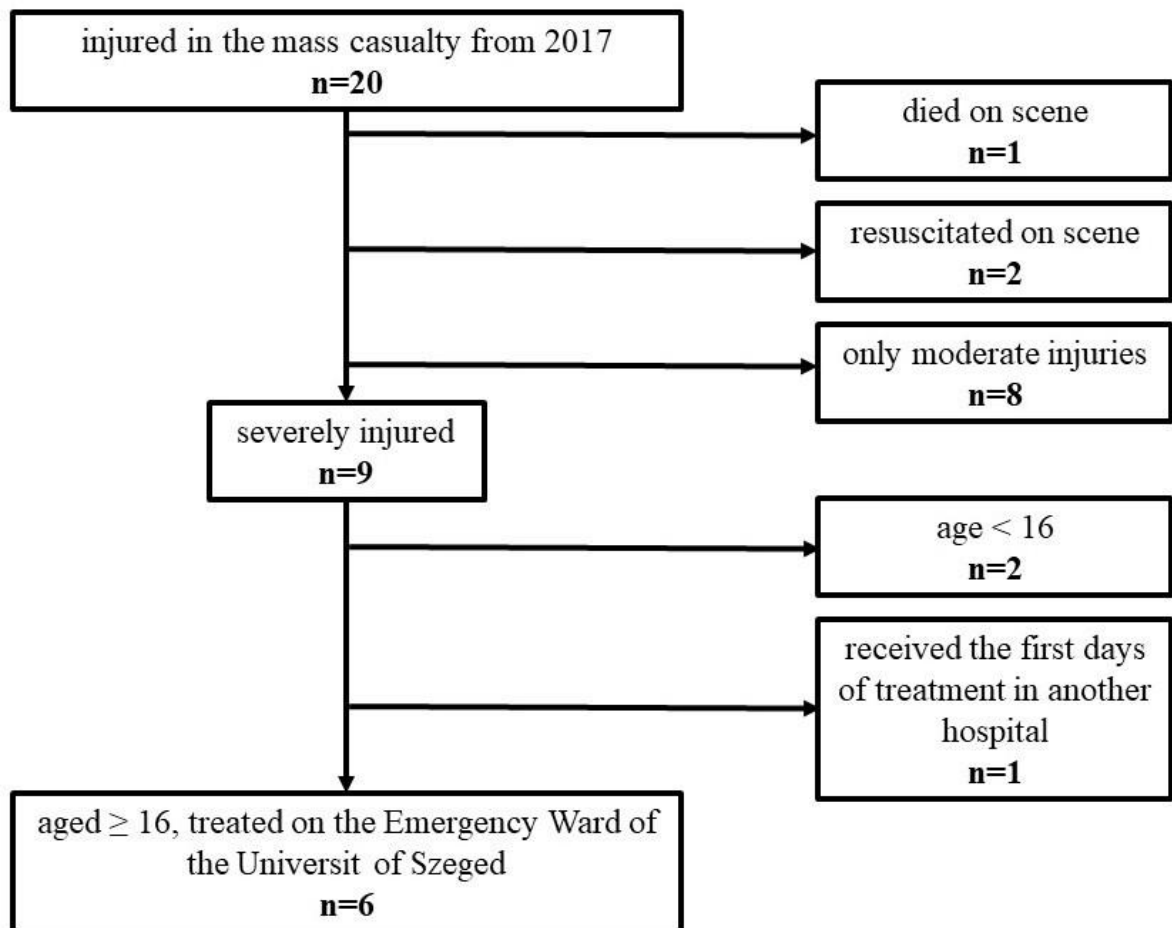 injured in the mass casualty from 2017
n=20
died on scene
n=1
resuscitated on scene
n=2
only moderate injuries
n=8
severely injured
n=9
age < 16
n=2
received the first days
of treatment in another
hospital
n=1
aged ≥ 16, treated on the Emergency Ward of
the Universit of Szeged
n=6